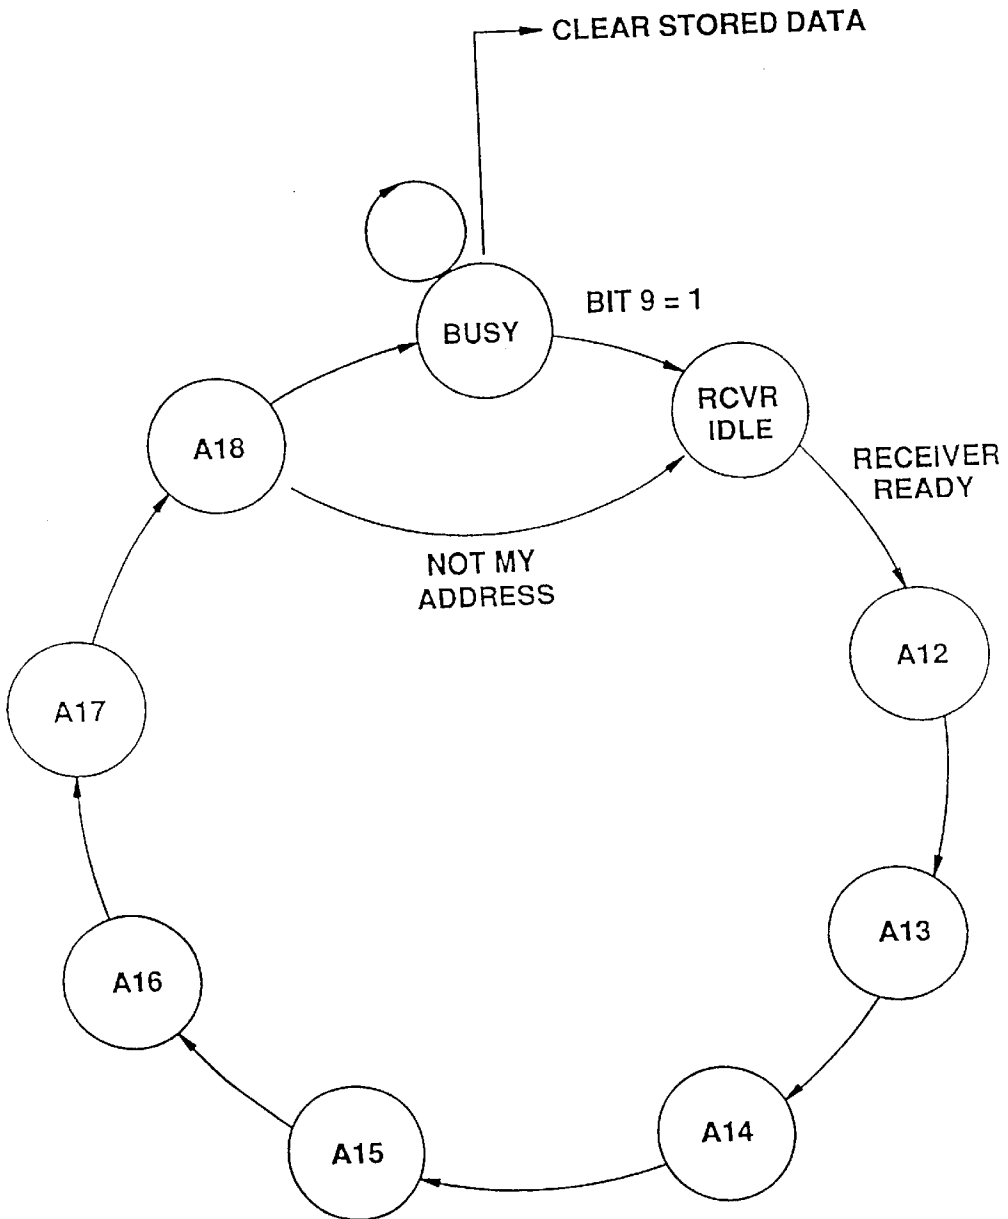 CLEAR STORED DATA
BUSY
BIT 9 = 1
RCVR
IDLE
RECEIVER
READY
A18
NOT MY
ADDRESS
A12
A17
A13
A16
A14
A15